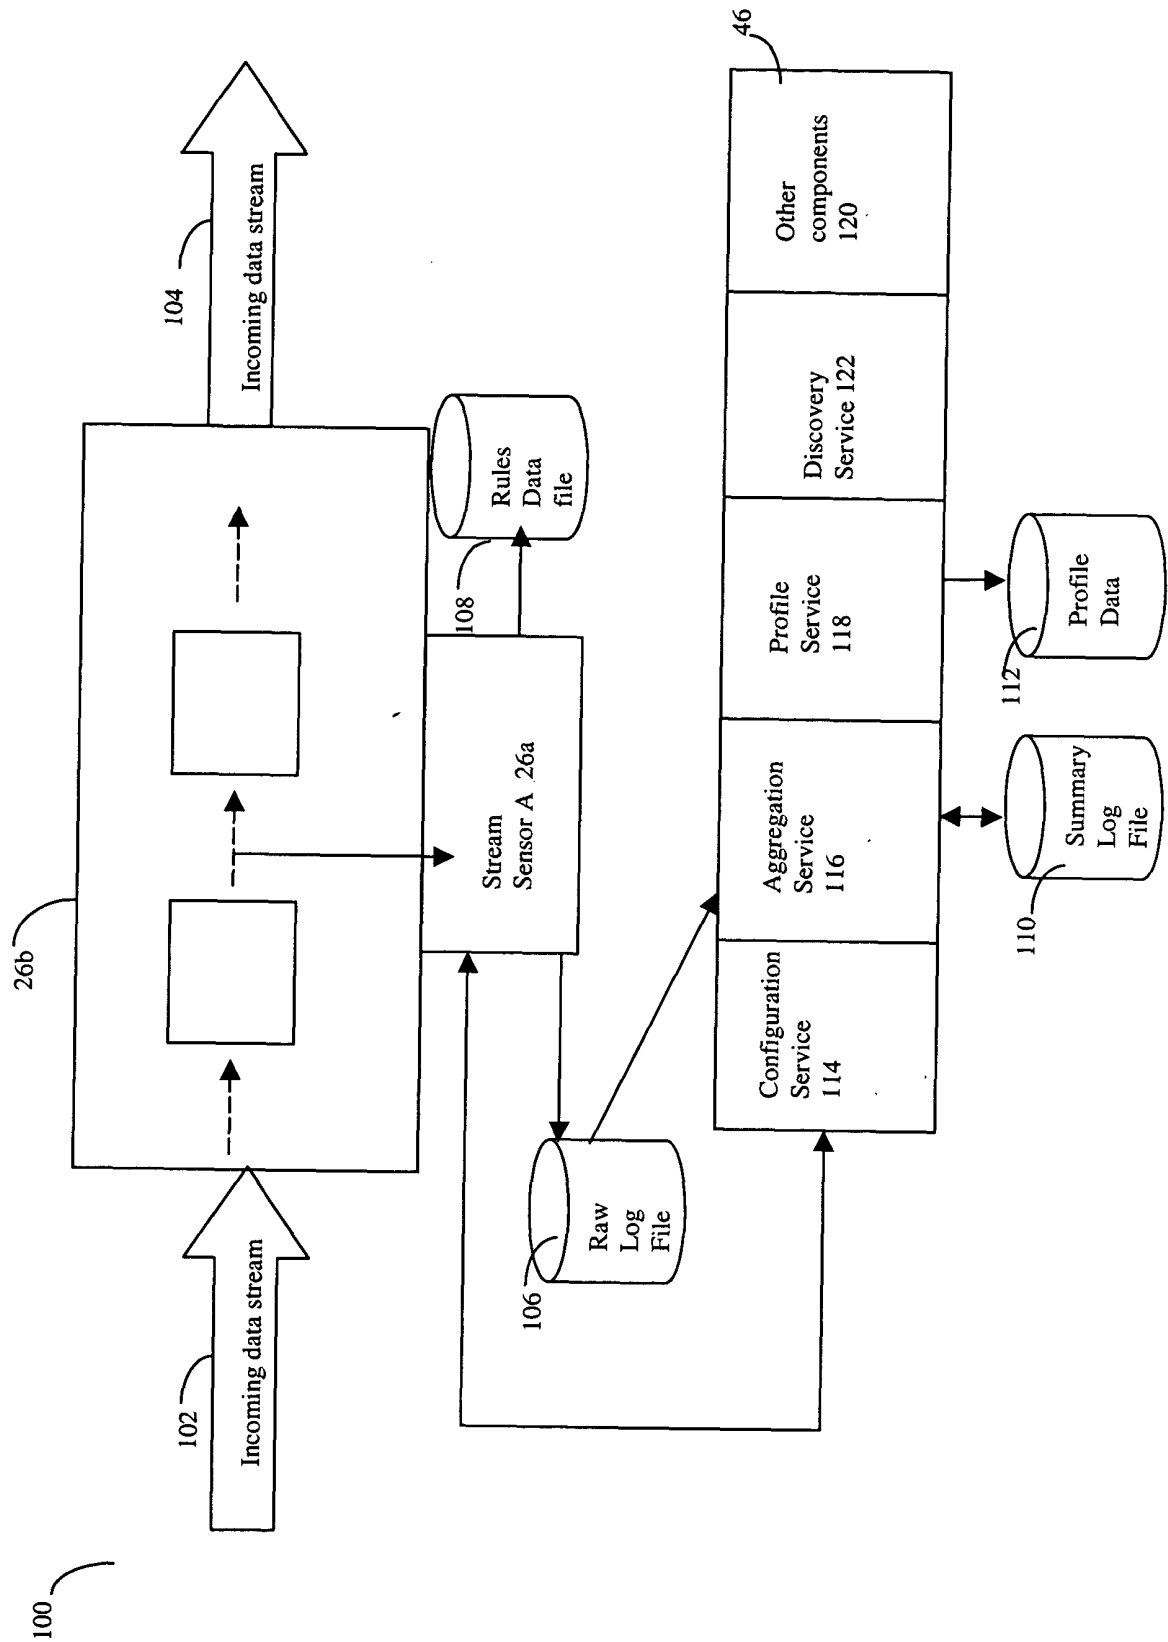 100
102
Incoming data stream
26b
104
Incoming data stream
Stream
Sensor A 26a
108
Rules
Data
file
106
Raw
Log
File
46
Configuration
Service
114
Aggregation
Service
116
Profile
Service
118
Discovery
Service 122
Other
components
120
110
Summary
Log
File
112
Profile
Data